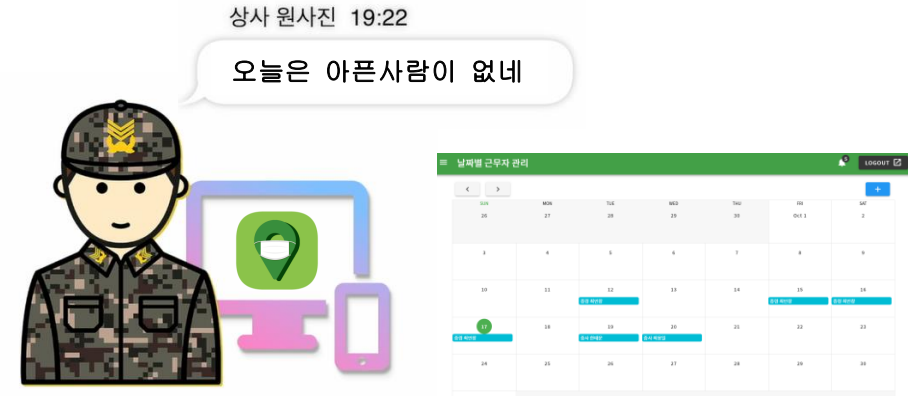 상사 원사진 19:22
오늘은 아픈사람이 없네
날짜별 근무자 관리
LOGOUT
SUN MON TUE WED THU FRI SAT
26 27 28 29 30 Oct 1 2
3 4 5 6 7 8 9
10 11 12 13 14 15 16
17 18 19 20 21 22 23
24 25 26 27 28 29 30